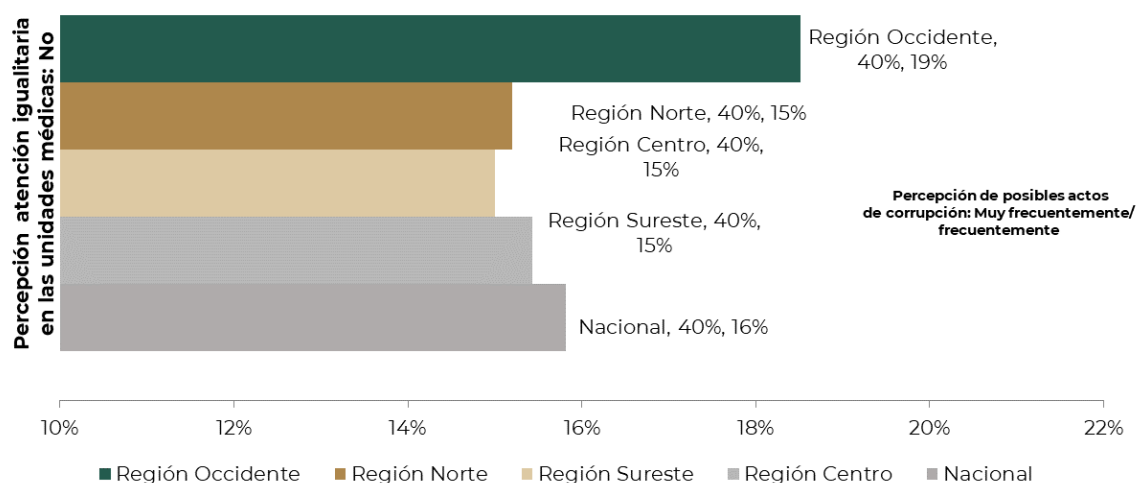 Percepción atención igualitaria
en las unidades médicas: No
Región Occidente,
40%, 19%
Región Norte, 40%, 15%
Región Centro, 40%,
15%
Región Sureste, 40%,
15%
Nacional, 40%, 16%
Percepción de posibles actos
de corrupción: Muy frecuentemente/
frecuentemente
10% 12% 14% 16% 18% 20% 22%
Región Occidente Región Norte Región Sureste Región Centro Nacional